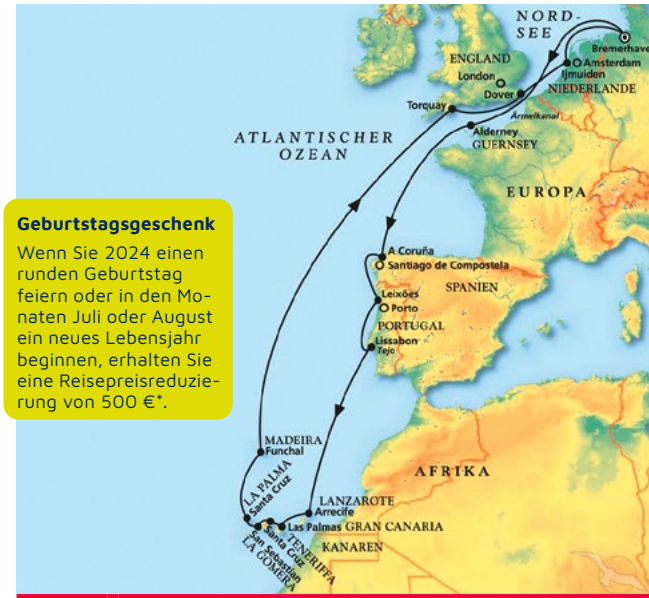 NORD-
SEE
Bremerhave
ENGLAND
Amsterdam
London
Ijmuiden
NIEDERLANDE
Dover
Torquay
Ärmelkanal
Alderney
GUERNSEY
ATLANTISCHER
OZEAN
EUROPA
Geburtstagsgeschenk
Wenn Sie 2024 einen
runden Geburtstag
feiern oder in den Mo-
naten Juli oder August
ein neues Lebensjahr
beginnen, erhalten Sie
eine Reisepreisreduzie-
rung von 500 €*.
A Coruña
Santiago de Compostela
SPANIEN
Leixões
Porto
PORTUGAL
Lissabon
Tejo
MADEIRA
Funchal
AFRIKA
LA PALMA
Santa Cruz
LANZAROTE
Arrecife
Las Palmas GRAN CANARIA
Santa Cruz
TENERIFFA
San Sebastian
LA GOMERA
KANAREN